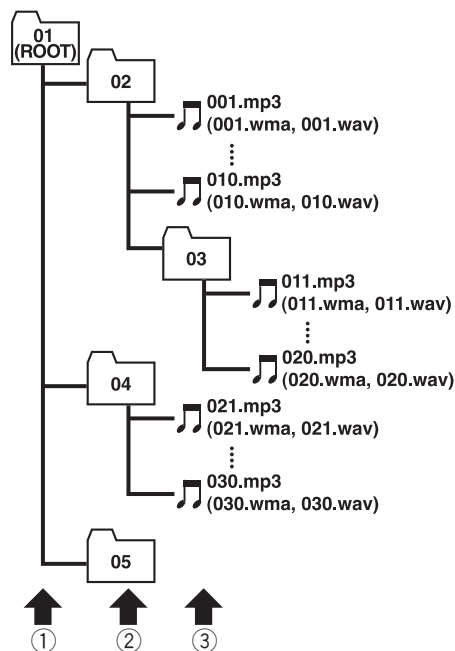 01
(ROOT)
02
001.mp3
(001.wma, 001.wav)
010.mp3
(010.wma, 010.wav)
03
011.mp3
(011.wma, 011.wav)
020.mp3
(020.wma, 020.wav)
04
021.mp3
(021.wma, 021.wav)
030.mp3
(030.wma, 030.wav)
05
① ② ③